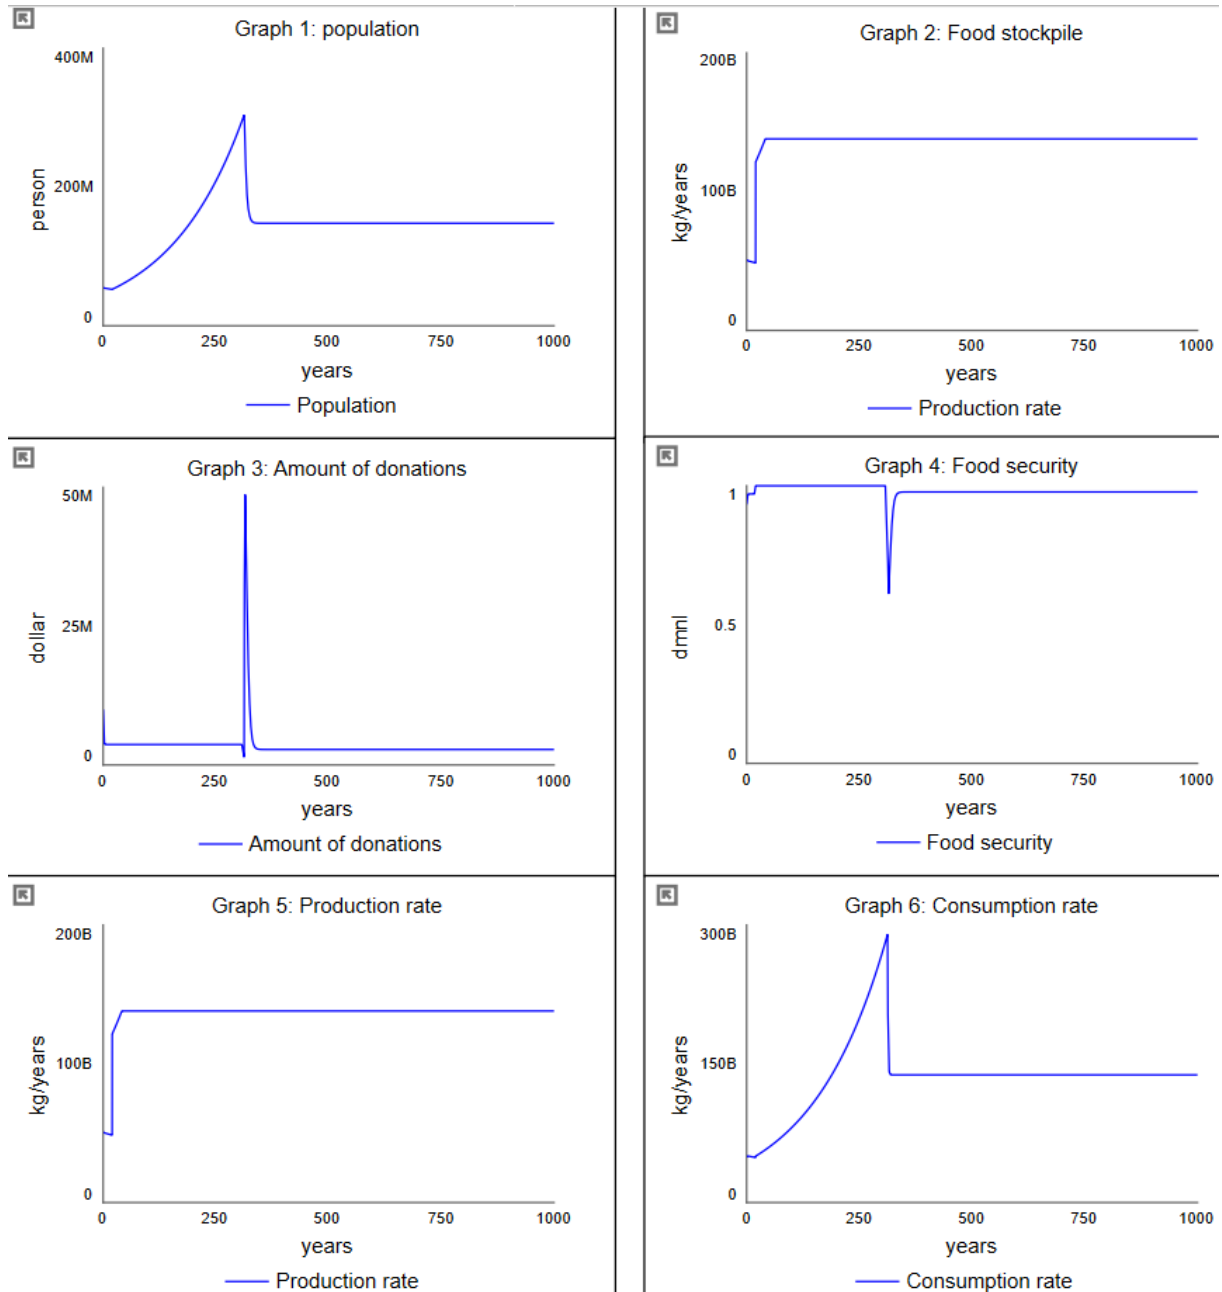 Graph 1: population
400M
200M
0
person
0 250 500 750 1000
years
Population
Graph 2: Food stockpile
200B
100B
0
kg/years
0 250 500 750 1000
years
Production rate
Graph 3: Amount of donations
50M
25M
0
dollar
0 250 500 750 1000
years
Amount of donations
Graph 4: Food security
1
0.5
0
dmnl
0 250 500 750 1000
years
Food security
Graph 5: Production rate
200B
100B
0
kg/years
0 250 500 750 1000
years
Production rate
Graph 6: Consumption rate
300B
150B
0
kg/years
0 250 500 750 1000
years
Consumption rate